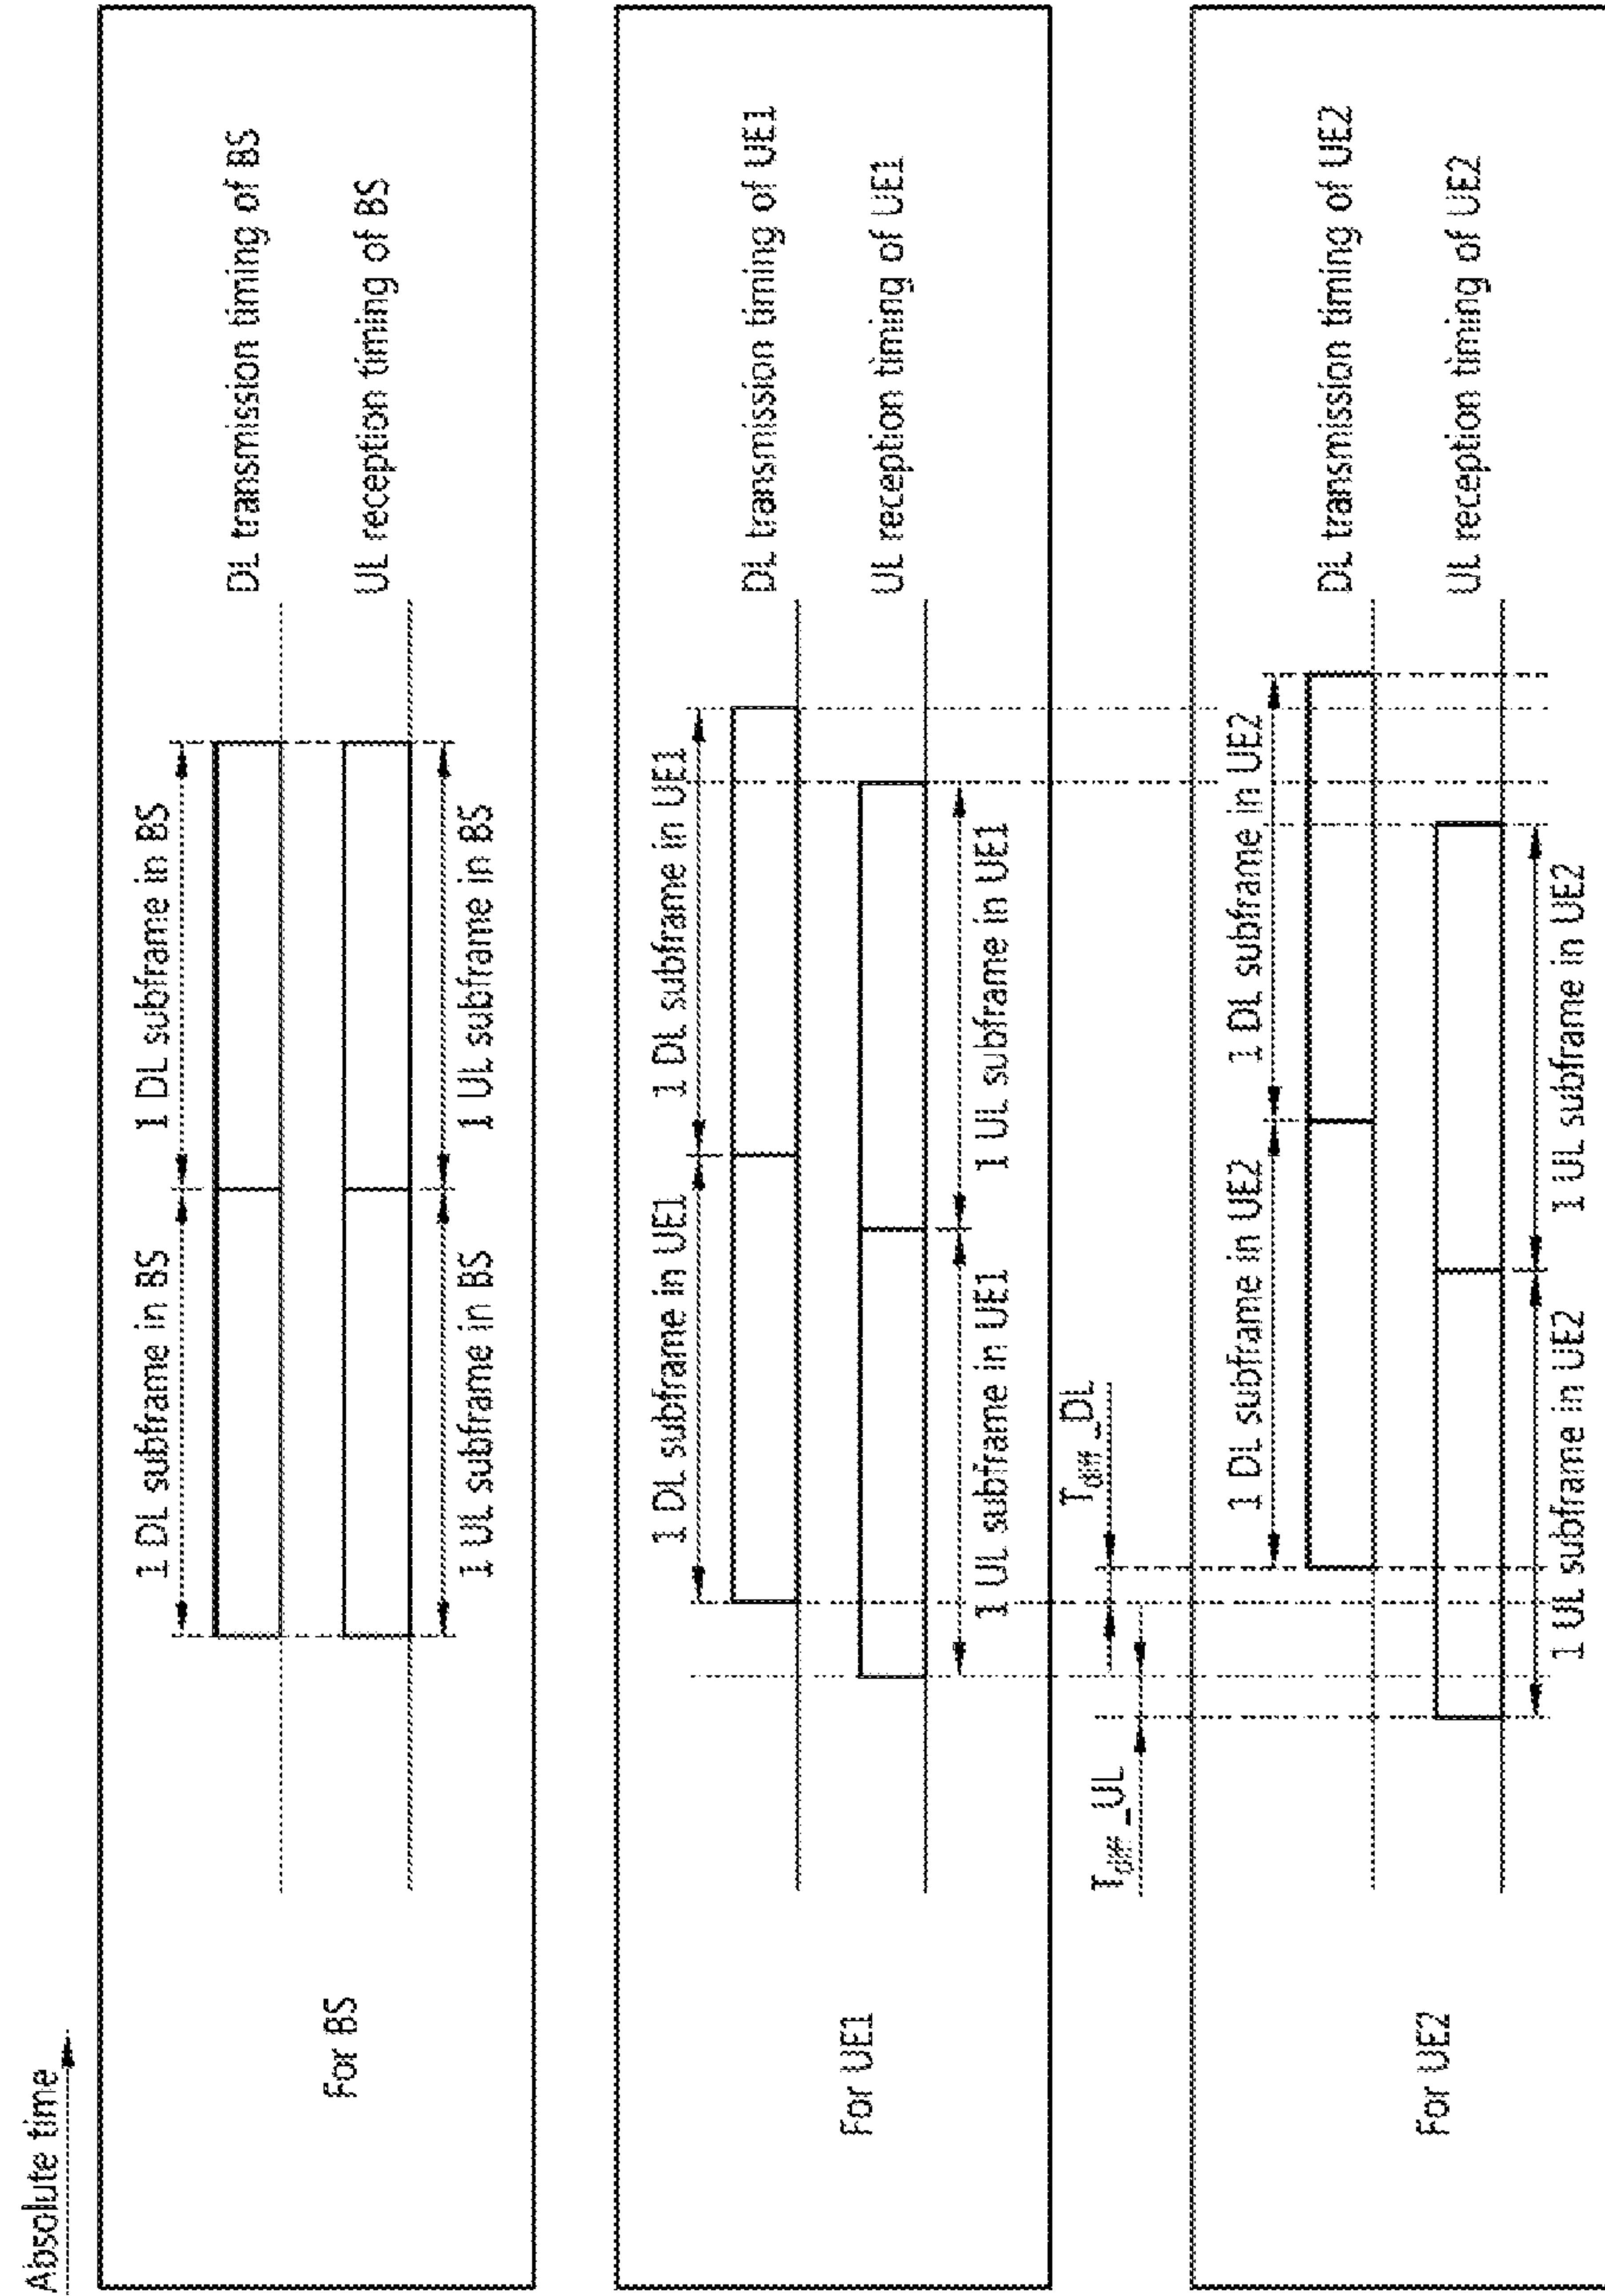 Absolute time
For BS
1 DL subframe in BS
1 DL subframe in BS
DL transmission timing of BS
UL reception timing of BS
1 UL subframe in BS
1 UL subframe in BS
For UE1
1 DL subframe in UE1
1 DL subframe in UE1
DL transmission timing of UE1
UL reception timing of UE1
1 UL subframe in UE1
1 UL subframe in UE1
Tdiff_UL
Tdiff_DL
For UE2
1 DL subframe in UE2
1 DL subframe in UE2
DL transmission timing of UE2
UL reception timing of UE2
1 UL subframe in UE2
1 UL subframe in UE2